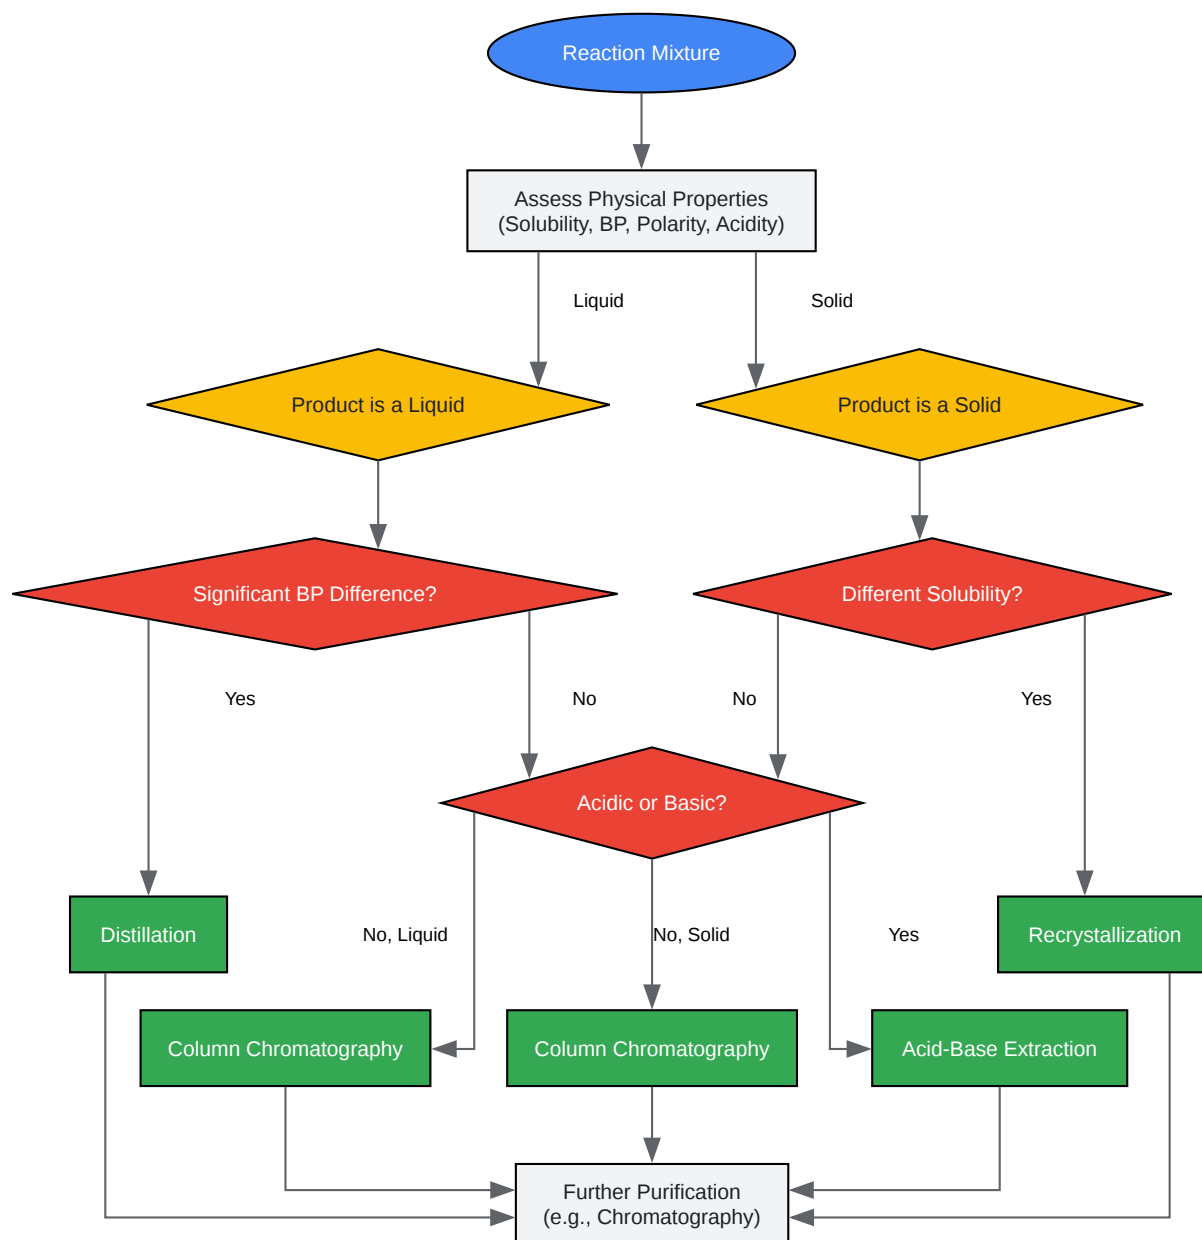 Reaction Mixture
Assess Physical Properties
(Solubility, BP, Polarity, Acidity)
Liquid
Solid
Product is a Liquid
Product is a Solid
Significant BP Difference?
Different Solubility?
Yes
No
No
Yes
Acidic or Basic?
Distillation
No, Liquid
No, Solid
Yes
Recrystallization
Column Chromatography
Column Chromatography
Acid-Base Extraction
Further Purification
(e.g., Chromatography)